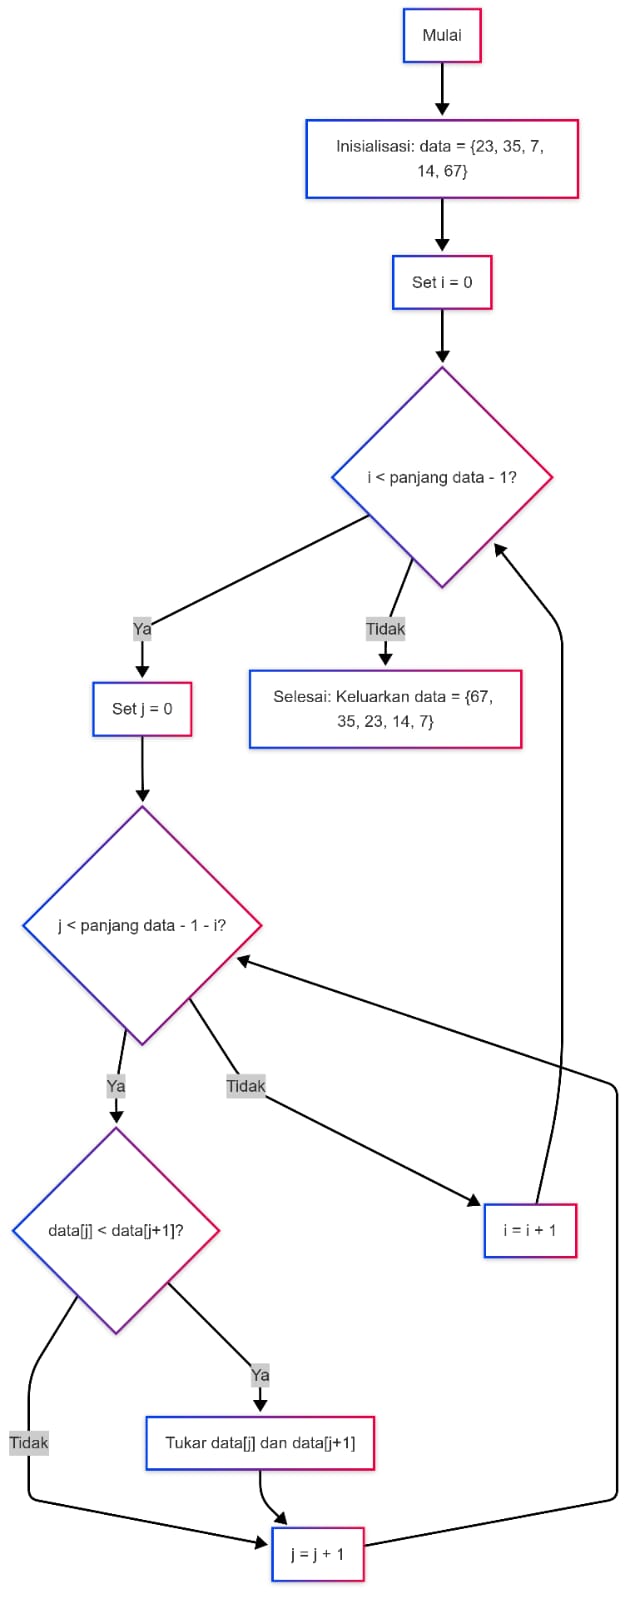 Mulai
Inisialisasi: data = {23, 35, 7,
14, 67}
Set i = 0
i < panjang data - 1?
Ya
Tidak
Set j = 0
Selesai: Keluarkan data = {67,
35, 23, 14, 7}
j < panjang data - 1 - i?
Ya
Tidak
data[j] < data[j+1]?
i = i + 1
Ya
Tidak
Tukar data[j] dan data[j+1]
j = j + 1